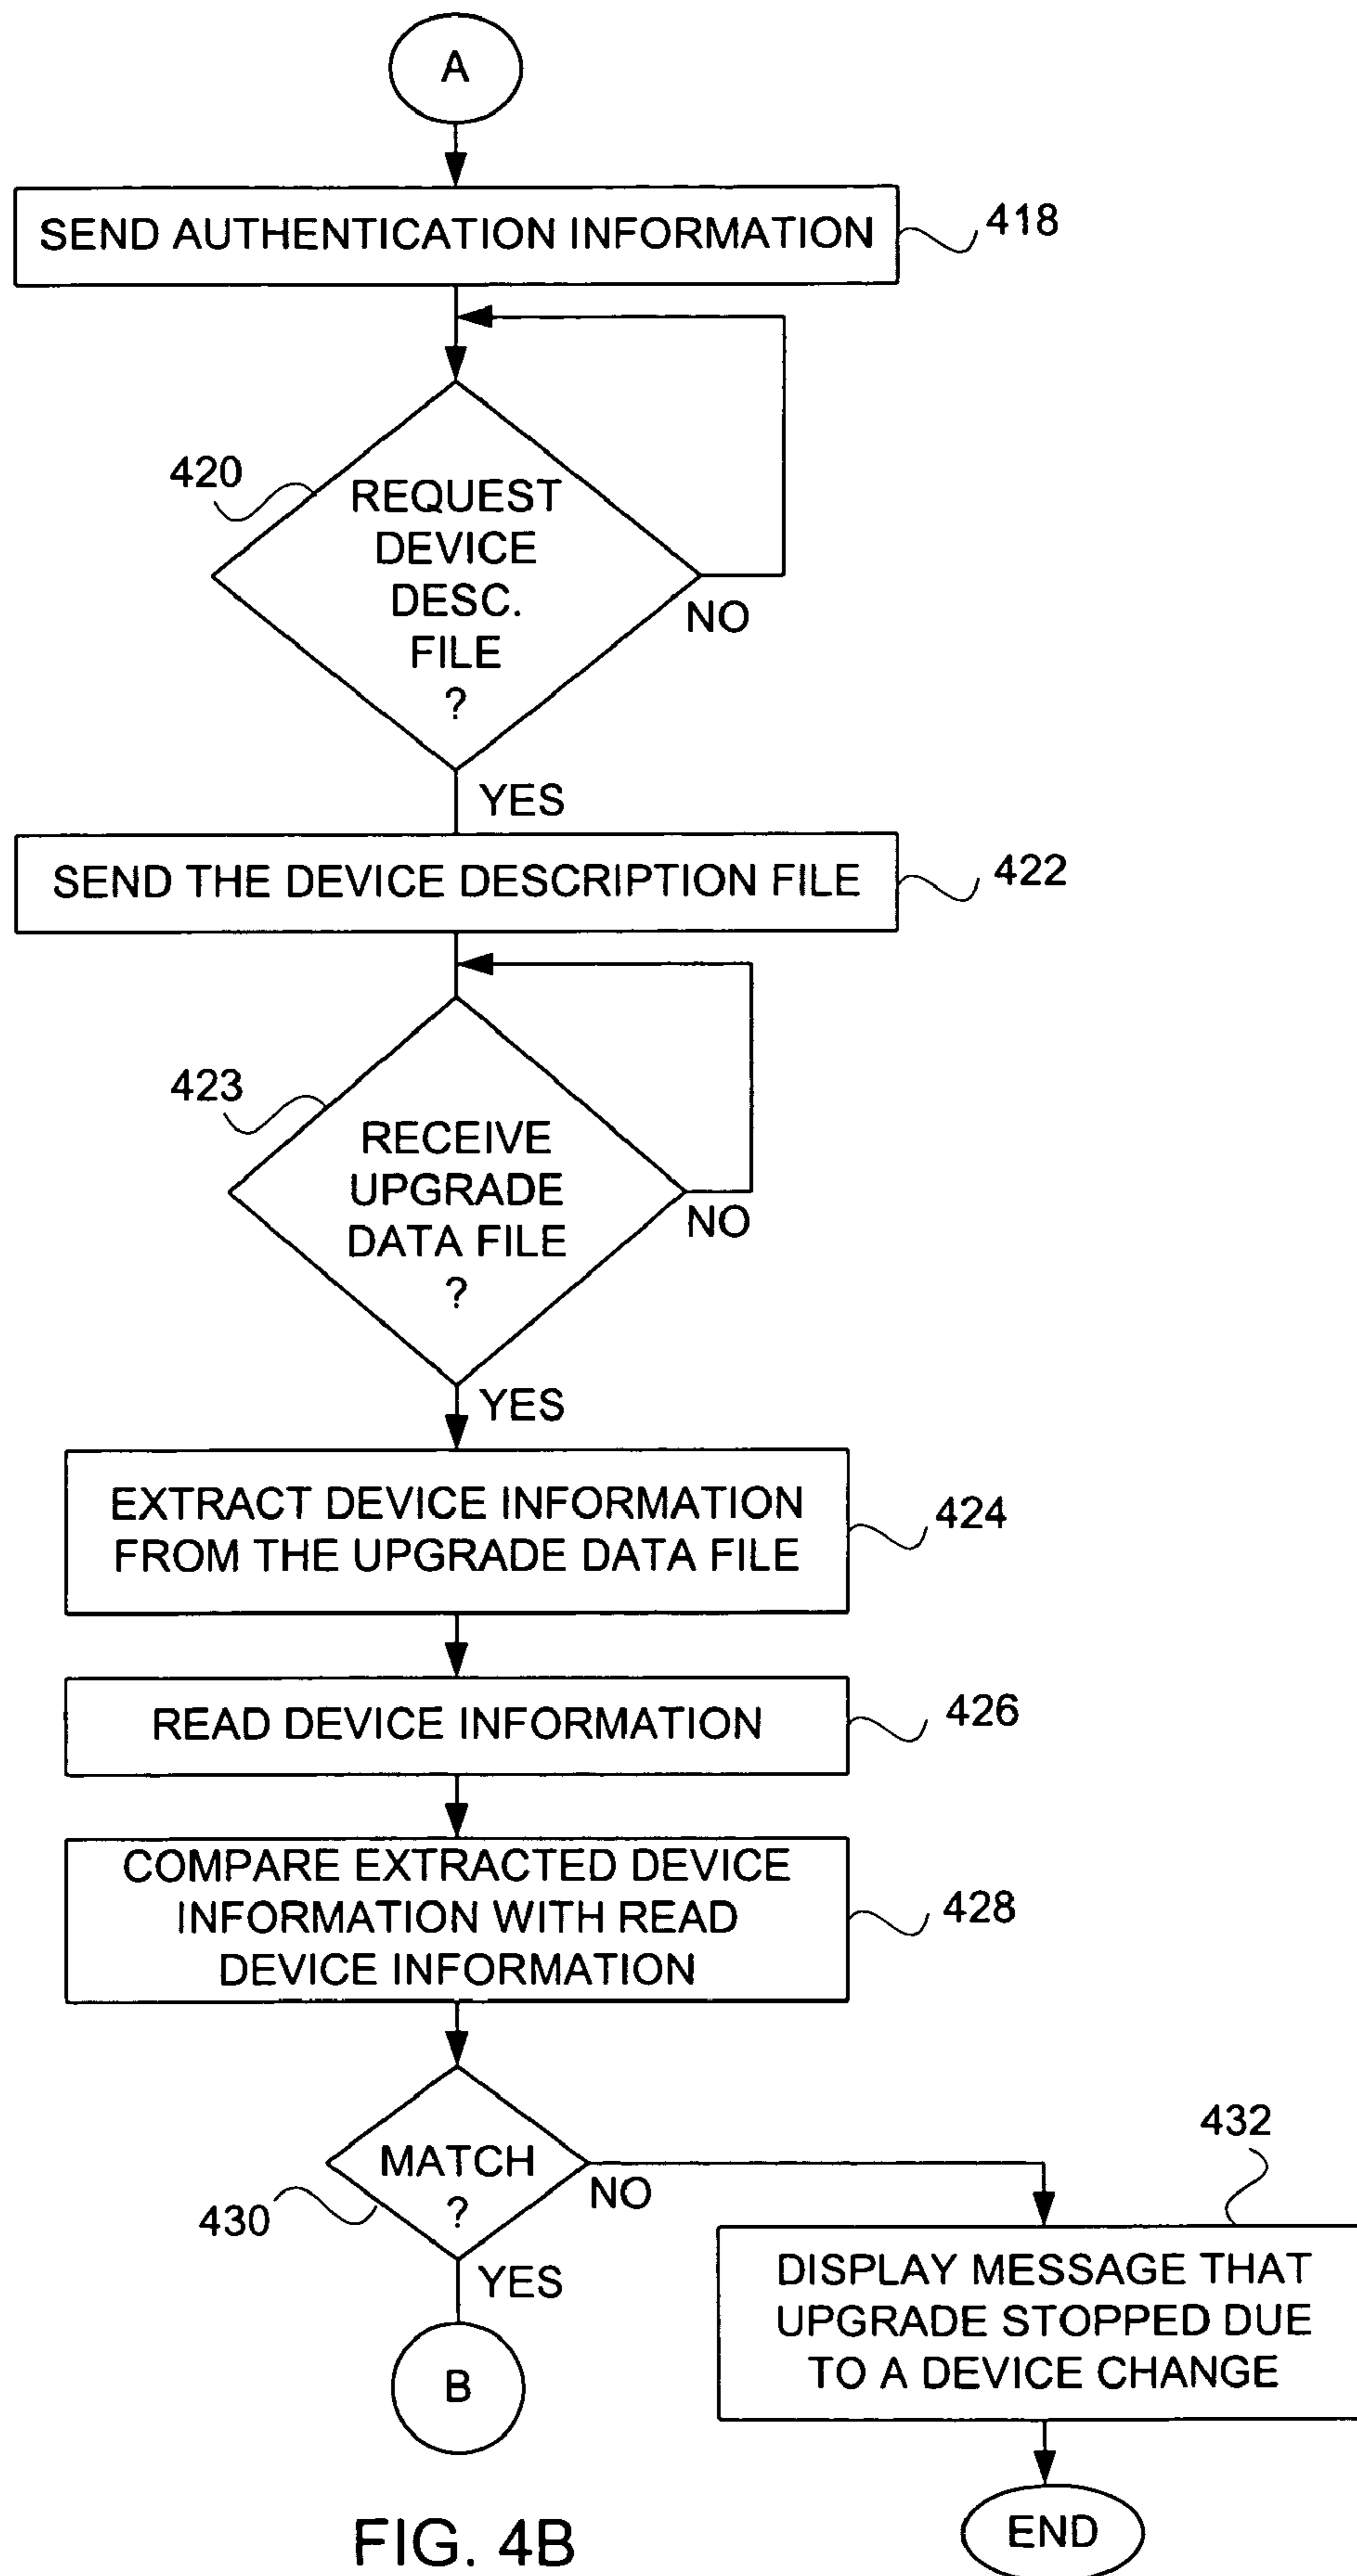 A
SEND AUTHENTICATION INFORMATION
418
420
REQUEST
DEVICE
DESC.
FILE
?
NO
YES
SEND THE DEVICE DESCRIPTION FILE
422
423
RECEIVE
UPGRADE
DATA FILE
?
NO
YES
EXTRACT DEVICE INFORMATION
FROM THE UPGRADE DATA FILE
424
READ DEVICE INFORMATION
426
COMPARE EXTRACTED DEVICE
INFORMATION WITH READ
DEVICE INFORMATION
428
MATCH
?
430
NO
YES
432
DISPLAY MESSAGE THAT
UPGRADE STOPPED DUE
TO A DEVICE CHANGE
B
END
FIG. 4B